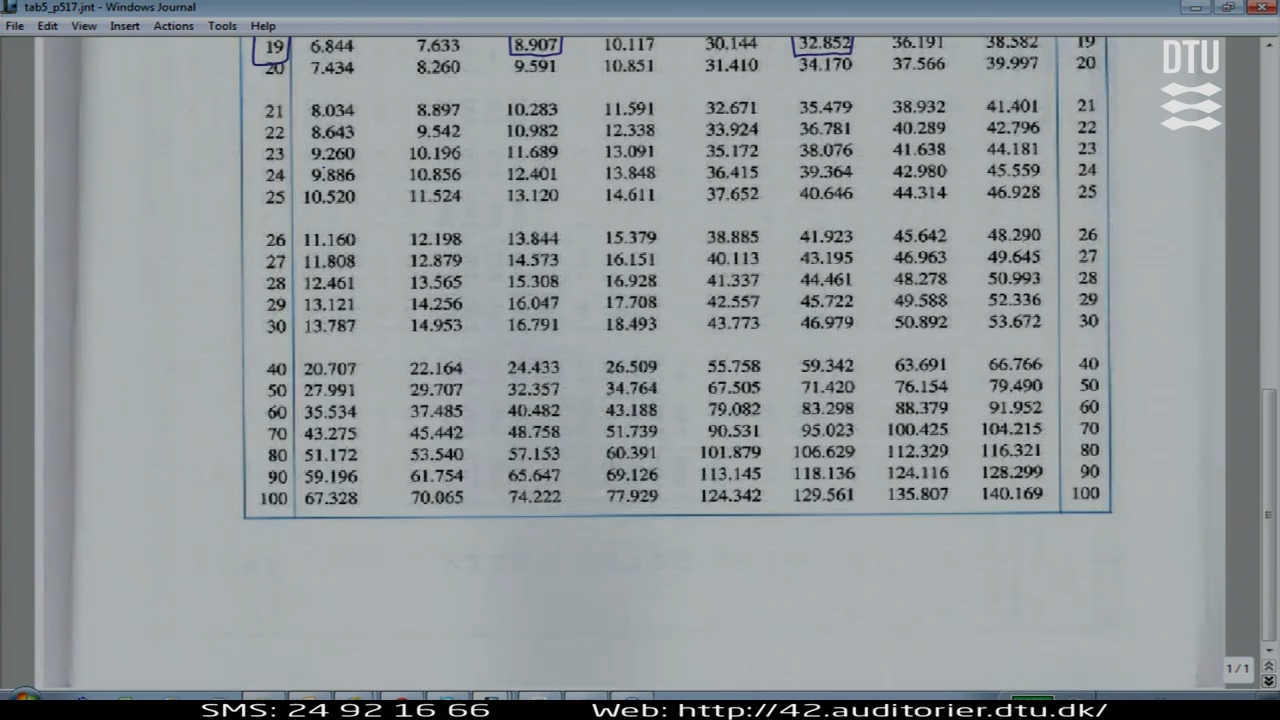 tab5_p517.jnt - Windows Journal
File Edit View Insert Actions Tools Help
DTU
19 6.844 7.633 8.907 10.117 30.144 32.852 36.191 38.582 19
20 7.434 8.260 9.591 10.851 31.410 34.170 37.566 39.997 20
21 8.034 8.897 10.283 11.591 32.671 35.479 38.932 41.401 21
22 8.643 9.542 10.982 12.338 33.924 36.781 40.289 42.796 22
23 9.260 10.196 11.689 13.091 35.172 38.076 41.638 44.181 23
24 9.886 10.856 12.401 13.848 36.415 39.364 42.980 45.559 24
25 10.520 11.524 13.120 14.611 37.652 40.646 44.314 46.928 25
26 11.160 12.198 13.844 15.379 38.885 41.923 45.642 48.290 26
27 11.808 12.879 14.573 16.151 40.113 43.195 46.963 49.645 27
28 12.461 13.565 15.308 16.928 41.337 44.461 48.278 50.993 28
29 13.121 14.256 16.047 17.708 42.557 45.722 49.588 52.336 29
30 13.787 14.953 16.791 18.493 43.773 46.979 50.892 53.672 30
40 20.707 22.164 24.433 26.509 55.758 59.342 63.691 66.766 40
50 27.991 29.707 32.357 34.764 67.505 71.420 76.154 79.490 50
60 35.534 37.485 40.482 43.188 79.082 83.298 88.379 91.952 60
70 43.275 45.442 48.758 51.739 90.531 95.023 100.425 104.215 70
80 51.172 53.540 57.153 60.391 101.879 106.629 112.329 116.321 80
90 59.196 61.754 65.647 69.126 113.145 118.136 124.116 128.299 90
100 67.328 70.065 74.222 77.929 124.342 129.561 135.807 140.169 100
1/1
SMS: 24 92 16 66 Web: http://42.auditorier.dtu.dk/